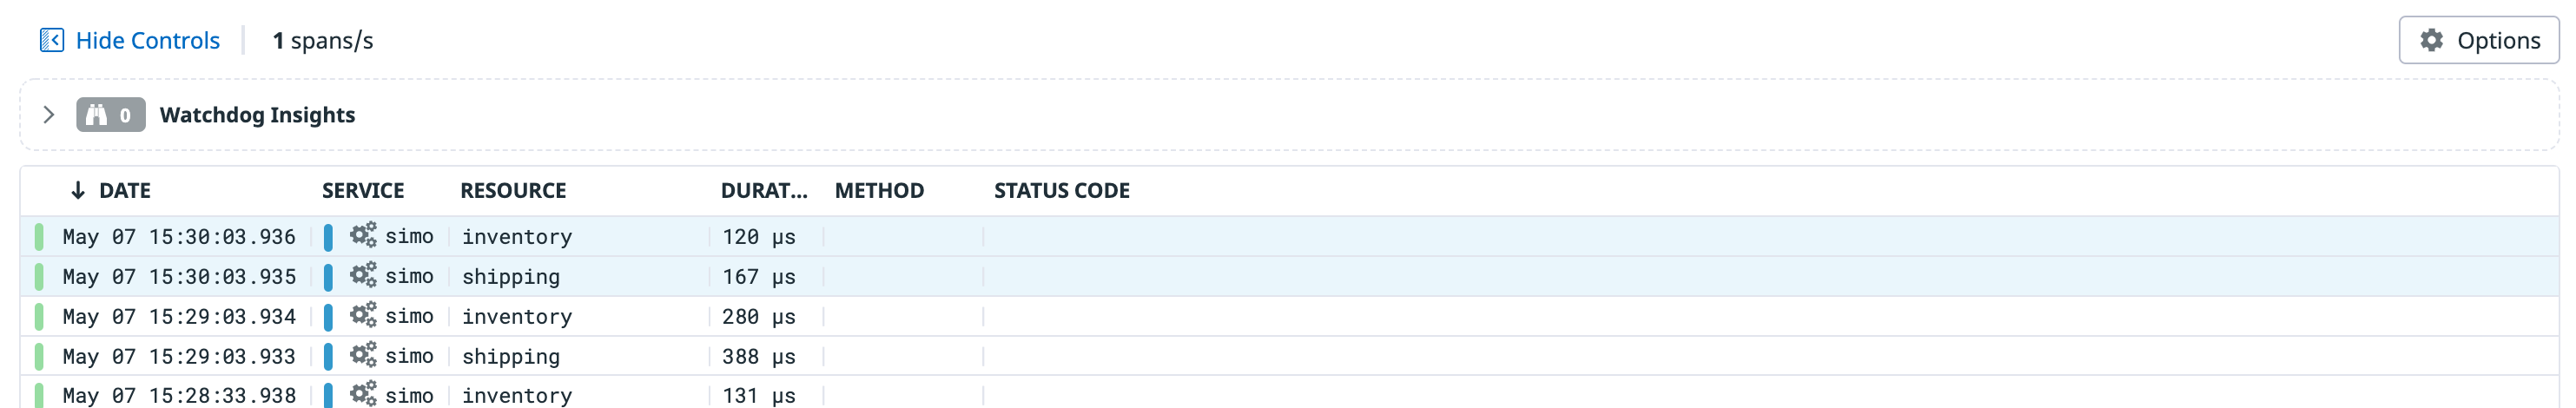 Hide Controls 1 spans/s Options
0 Watchdog Insights
DATE SERVICE RESOURCE DURAT... METHOD STATUS CODE
May 07 15:30:03.936 simo inventory 120 µs
May 07 15:30:03.935 simo shipping 167 µs
May 07 15:29:03.934 simo inventory 280 µs
May 07 15:29:03.933 simo shipping 388 µs
May 07 15:28:33.938 simo inventory 131 µs